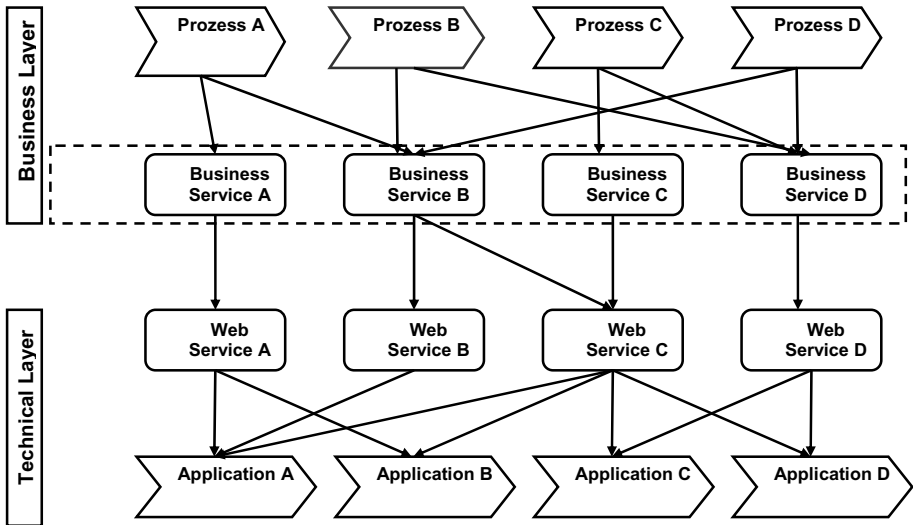 Business Layer
Prozess A
Prozess B
Prozess C
Prozess D
Business
Service A
Business
Service B
Business
Service C
Business
Service D
Technical Layer
Web
Service A
Web
Service B
Web
Service C
Web
Service D
Application A
Application B
Application C
Application D